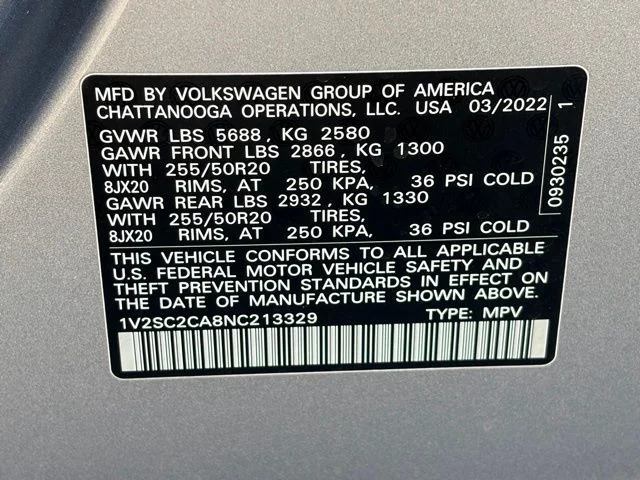 MFD BY VOLKSWAGEN GROUP OF AMERICA
CHATTANOOGA OPERATIONS, LLC. USA 03/2022
GVWR LBS 5688, KG 2580
GAWR FRONT LBS 2866, KG 1300
WITH 255/50R20 TIRES,
8JX20 RIMS, AT 250 KPA, 36 PSI COLD
GAWR REAR LBS 2932, KG 1330
WITH 255/50R20 TIRES,
8JX20 RIMS, AT 250 KPA, 36 PSI COLD
THIS VEHICLE CONFORMS TO ALL APPLICABLE
U.S. FEDERAL MOTOR VEHICLE SAFETY AND
THEFT PREVENTION STANDARDS IN EFFECT ON
THE DATE OF MANUFACTURE SHOWN ABOVE.
1V2SC2CA8NC213329 TYPE: MPV
0930235 1